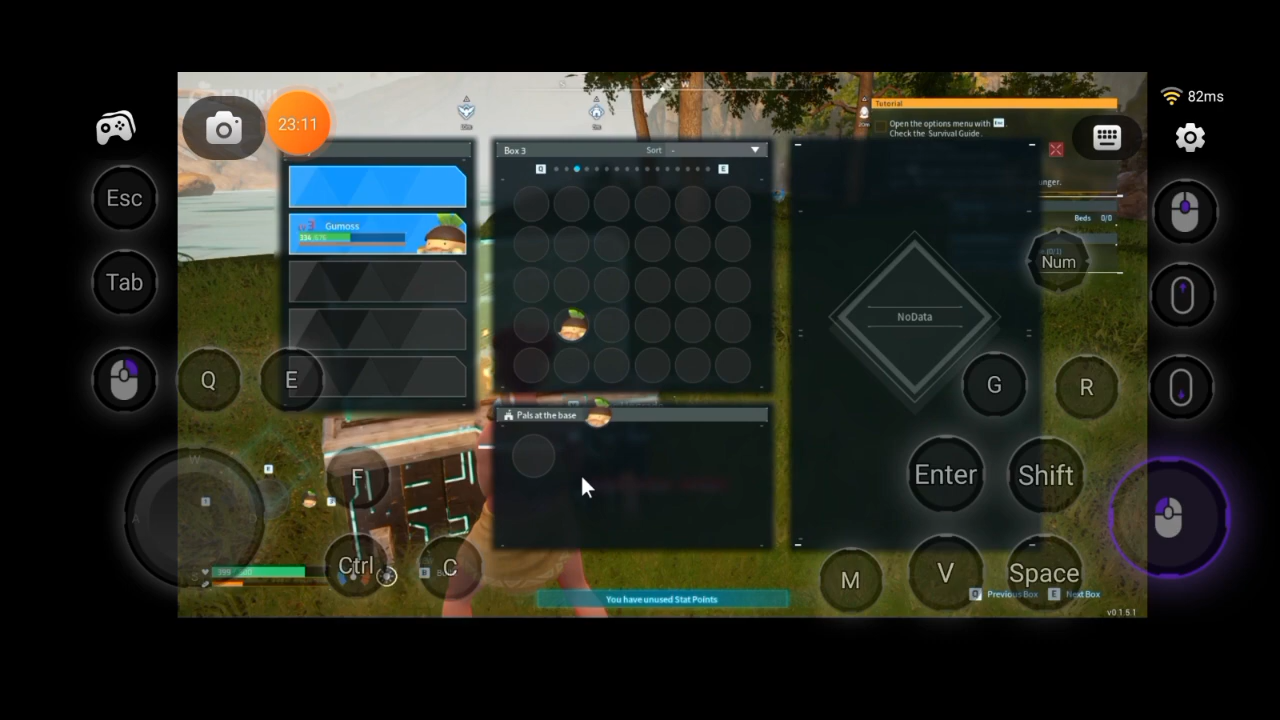 W
82ms
23:11
Tutorial
Open the options menu with Esc
Check the Survival Guide.
Box 3
Sort -
Q
E
Esc
unger.
Gumoss
Beds 0/0
Num
Tab
NoData
Q
E
G
R
Pals at the base
F
Enter
Shift
W
A
S
Ctrl
C
M
V
Space
Q Previous Box
E Next Box
You have unused Stat Points
v0.1.5.1